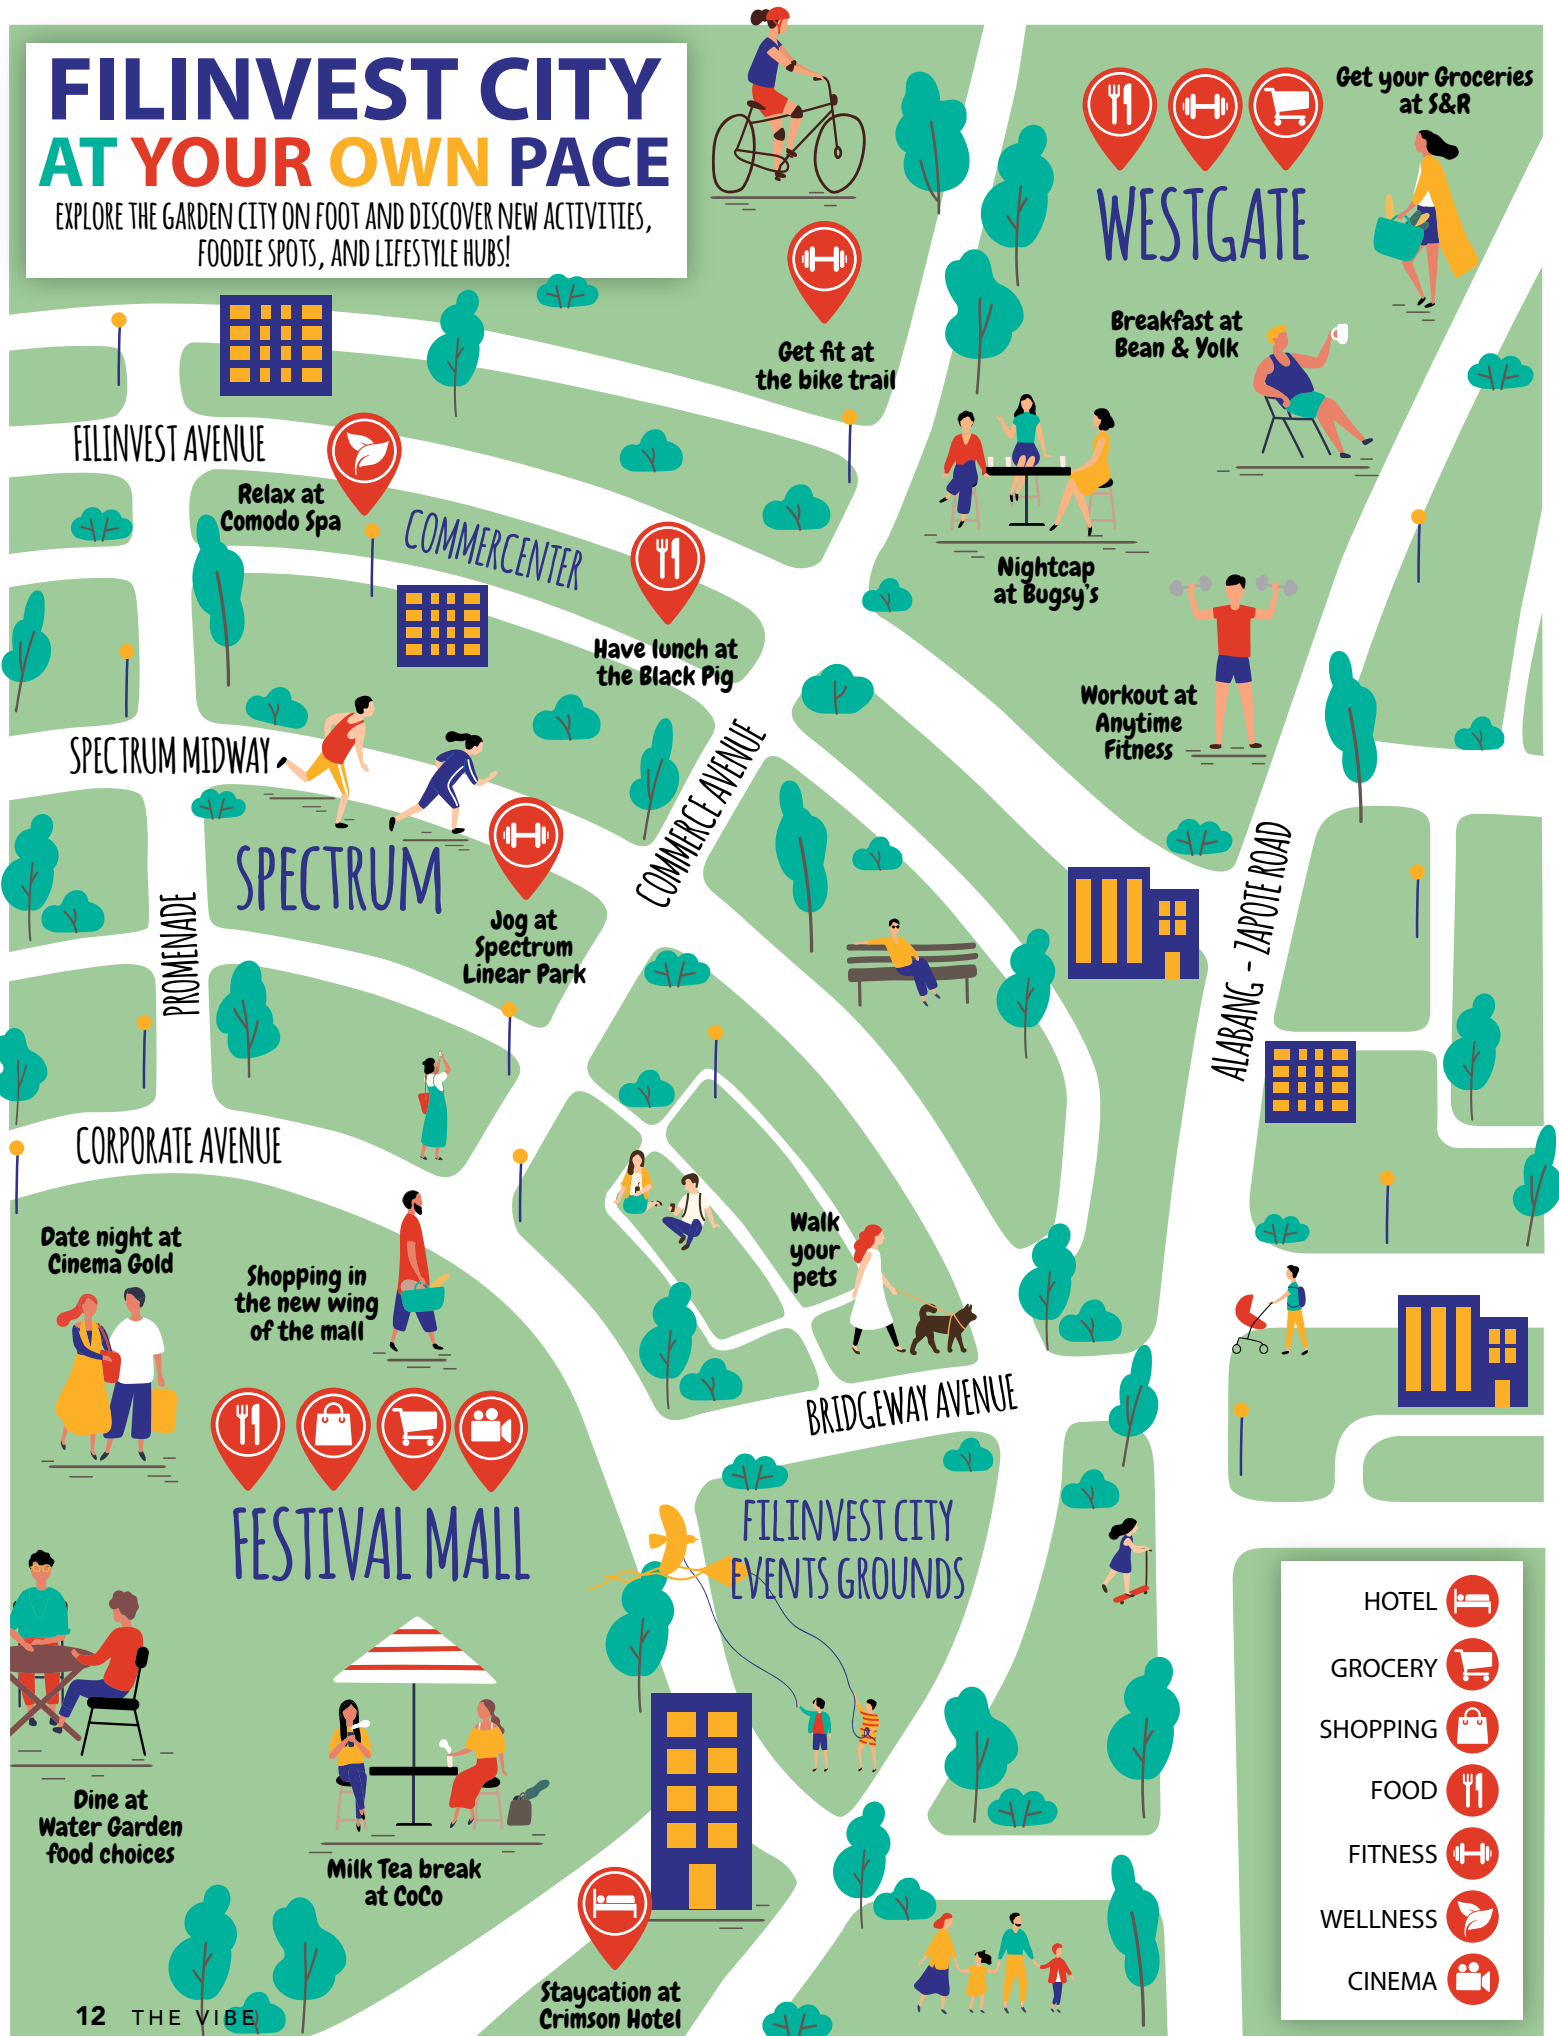 FILINVEST CITY
AT YOUR OWN PACE
EXPLORE THE GARDEN CITY ON FOOT AND DISCOVER NEW ACTIVITIES,
FOODIE SPOTS, AND LIFESTYLE HUBS!
Get your Groceries
at S&R
WESTGATE
Breakfast at
Bean & Yolk
Get fit at
the bike trail
FILINVEST AVENUE
Relax at
Comodo Spa
COMMERCENTER
Nightcap
at Bugsy's
Have lunch at
the Black Pig
Workout at
Anytime
Fitness
SPECTRUM MIDWAY
COMMERCE AVENUE
SPECTRUM
PROMENADE
Jog at
Spectrum
Linear Park
ALABANG - ZAPOTE ROAD
CORPORATE AVENUE
Date night at
Cinema Gold
Shopping in
the new wing
of the mall
Walk
your
pets
BRIDGEWAY AVENUE
FESTIVAL MALL
FILINVEST CITY
EVENTS GROUNDS
Dine at
Water Garden
food choices
Milk Tea break
at CoCo
Staycation at
Crimson Hotel
HOTEL
GROCERY
SHOPPING
FOOD
FITNESS
WELLNESS
CINEMA
12 THE VIBE